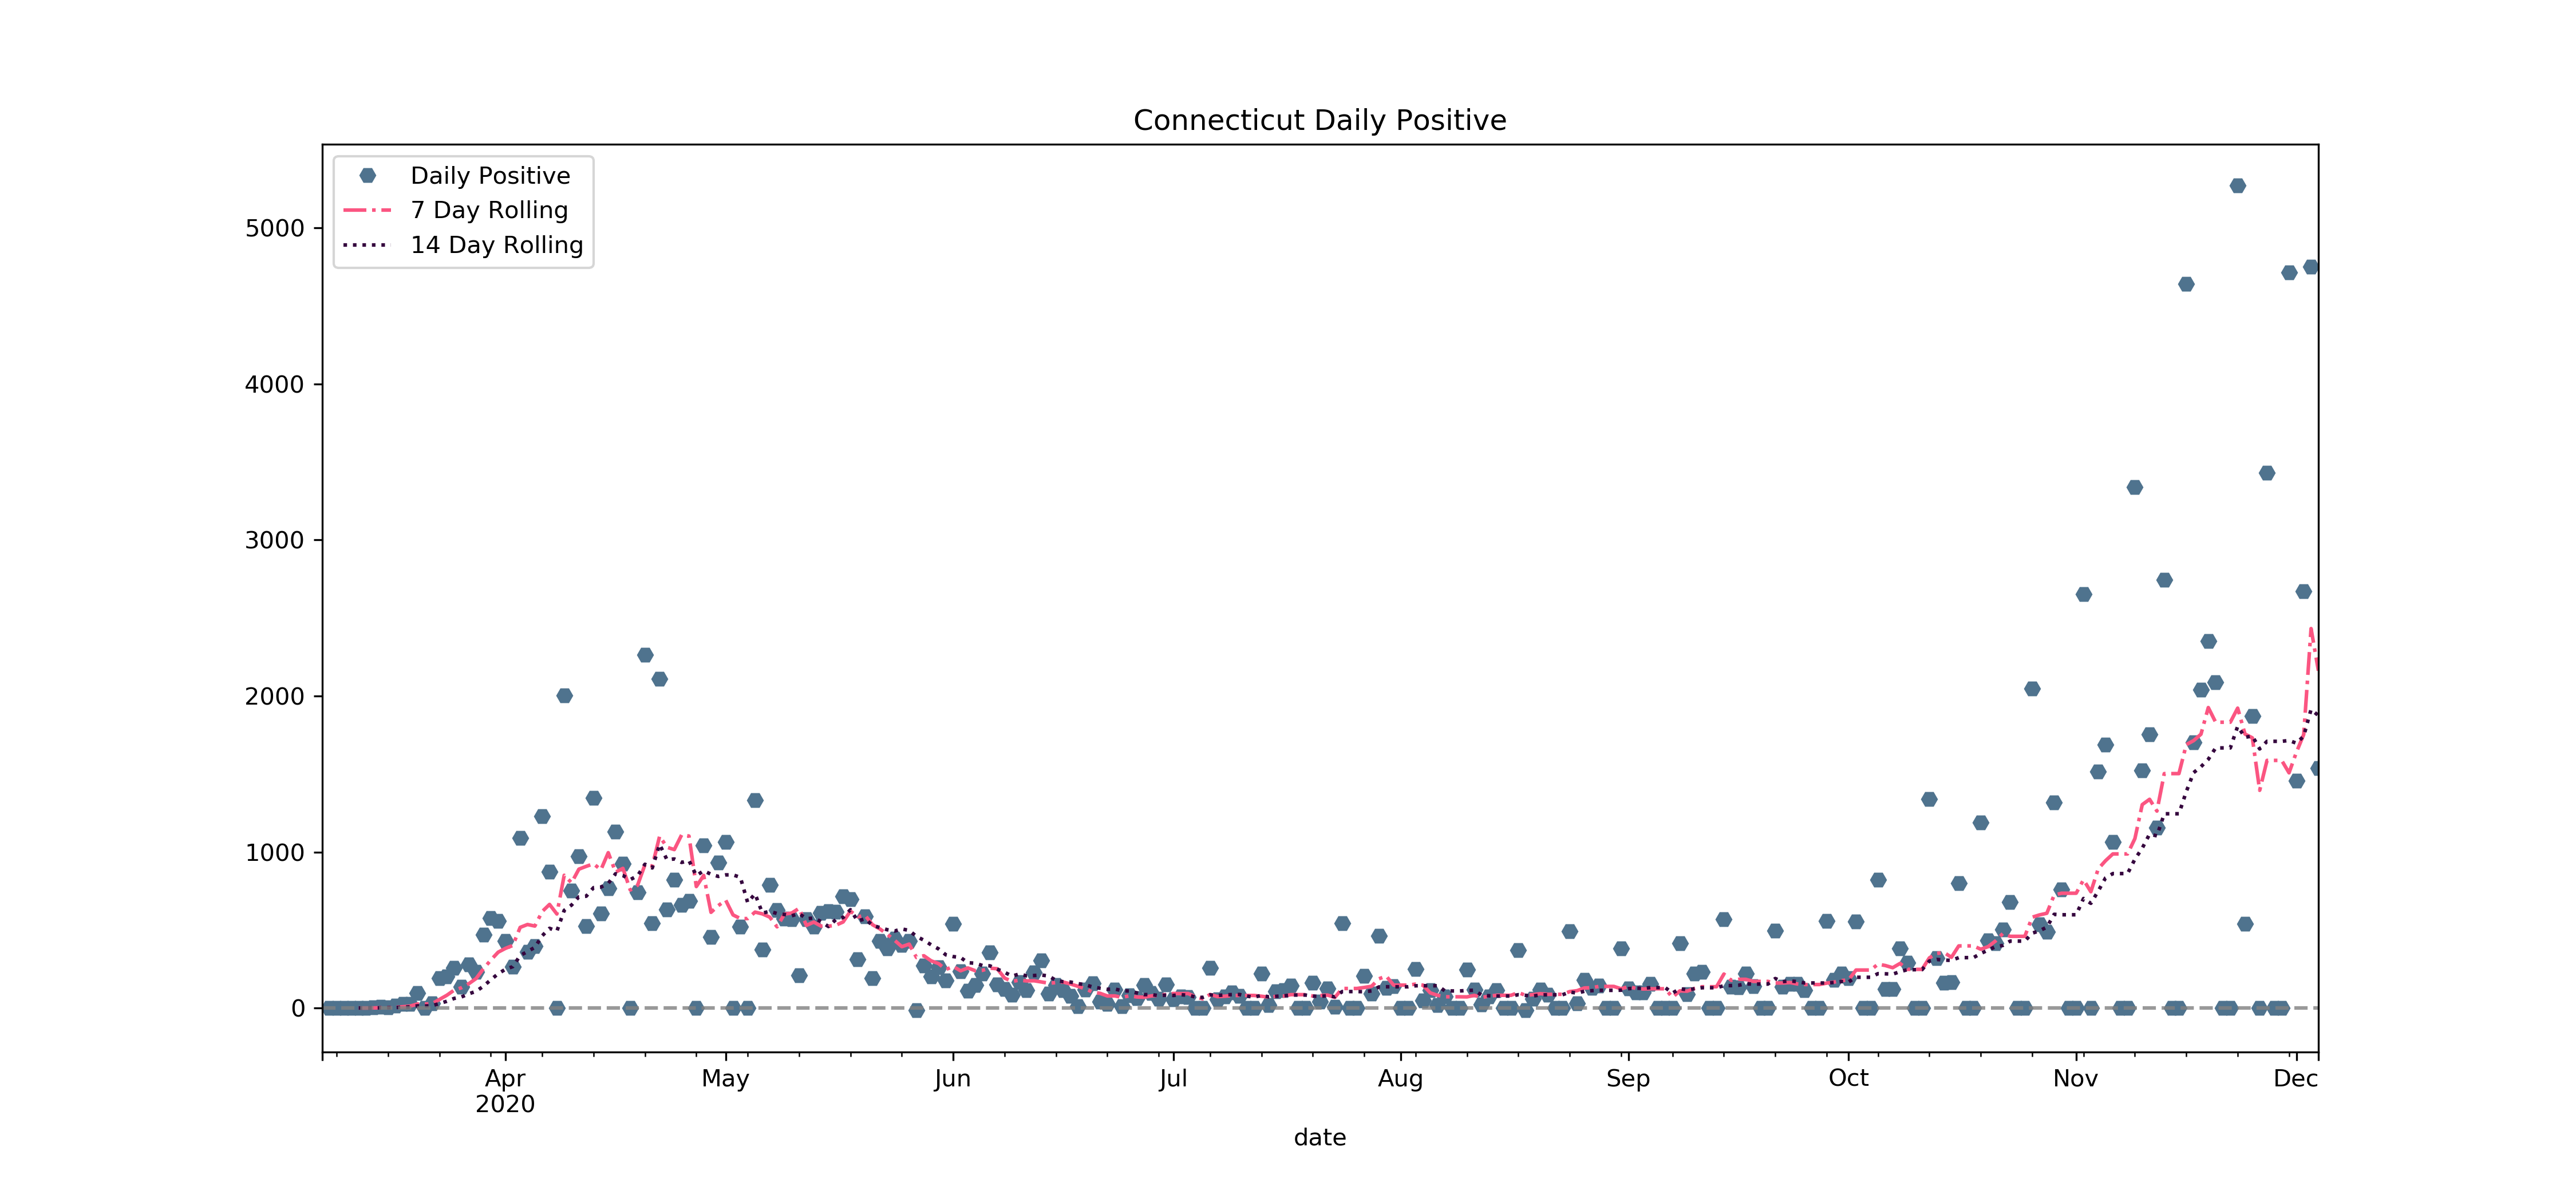 Connecticut Daily Positive
Daily Positive
7 Day Rolling
14 Day Rolling
5000
4000
3000
2000
1000
0
Apr May Jun Jul Aug Sep Oct Nov Dec
2020
date